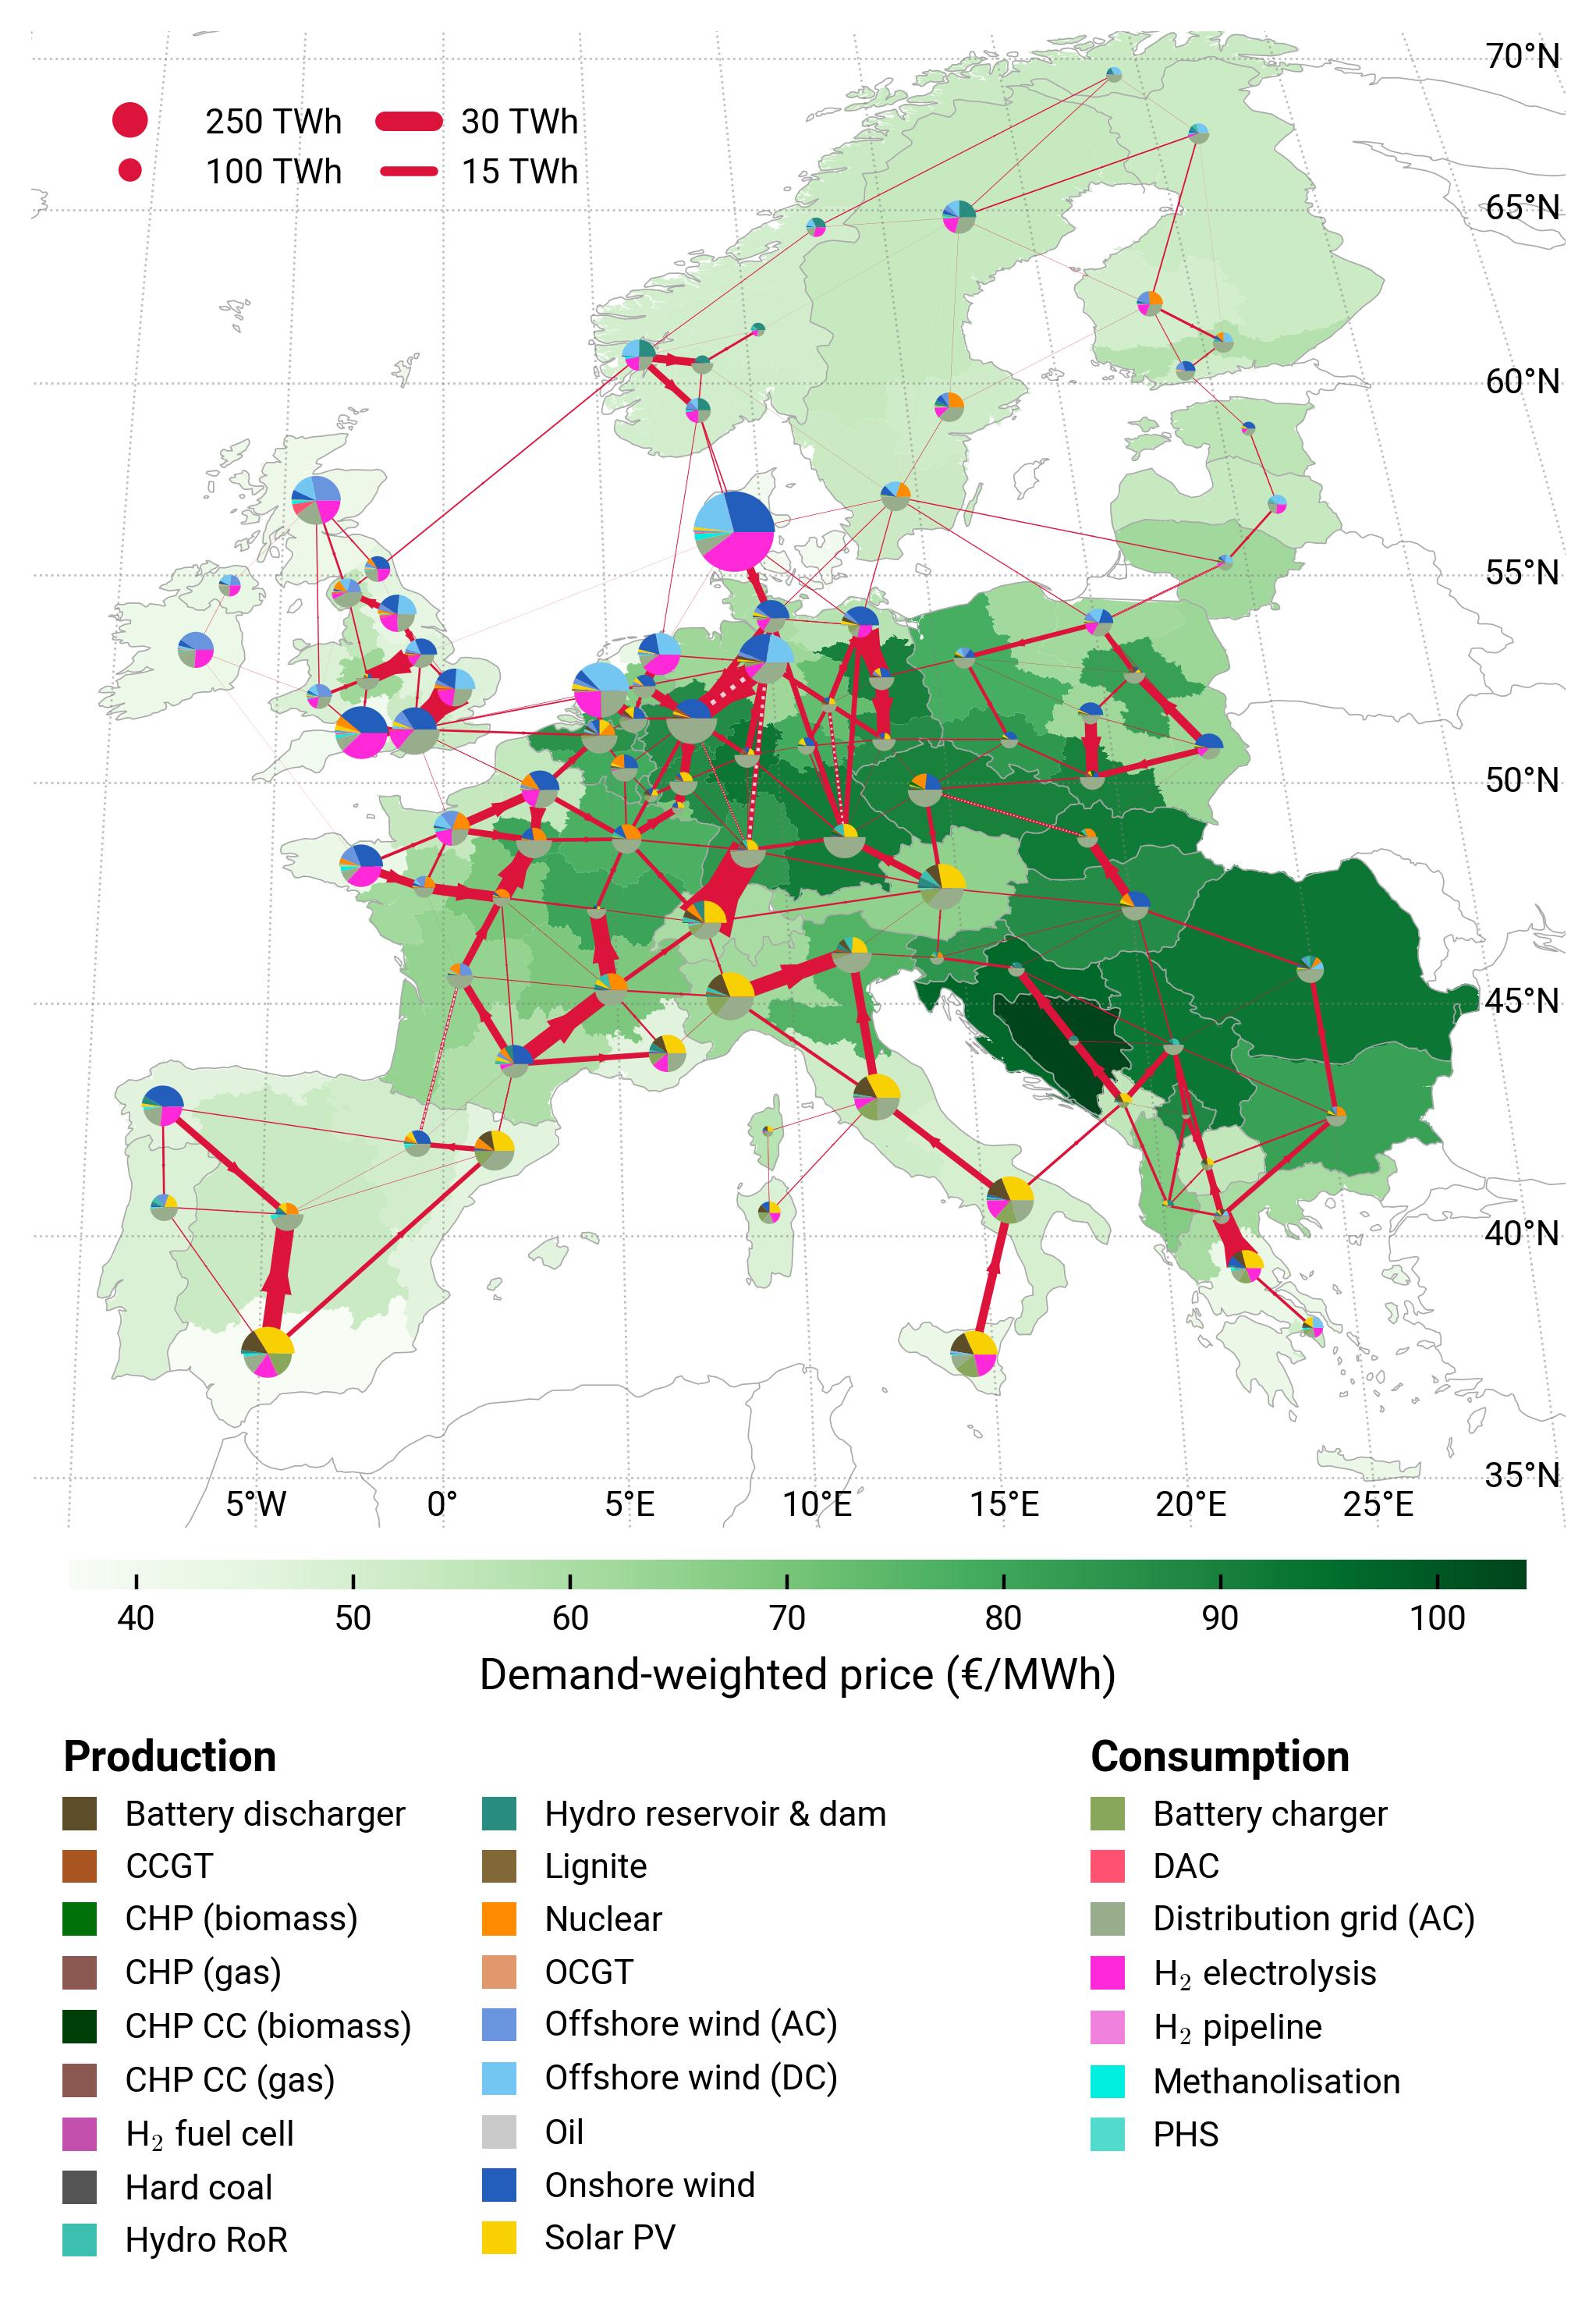 70°N
250 TWh 30 TWh
100 TWh 15 TWh
65°N
60°N
55°N
50°N
45°N
40°N
35°N
5°W 0° 5°E 10°E 15°E 20°E 25°E
40 50 60 70 80 90 100
Demand-weighted price (€/MWh)
Production
Battery discharger
CCGT
CHP (biomass)
CHP (gas)
CHP CC (biomass)
CHP CC (gas)
H₂ fuel cell
Hard coal
Hydro RoR
Hydro reservoir & dam
Lignite
Nuclear
OCGT
Offshore wind (AC)
Offshore wind (DC)
Oil
Onshore wind
Solar PV
Consumption
Battery charger
DAC
Distribution grid (AC)
H₂ electrolysis
H₂ pipeline
Methanolisation
PHS